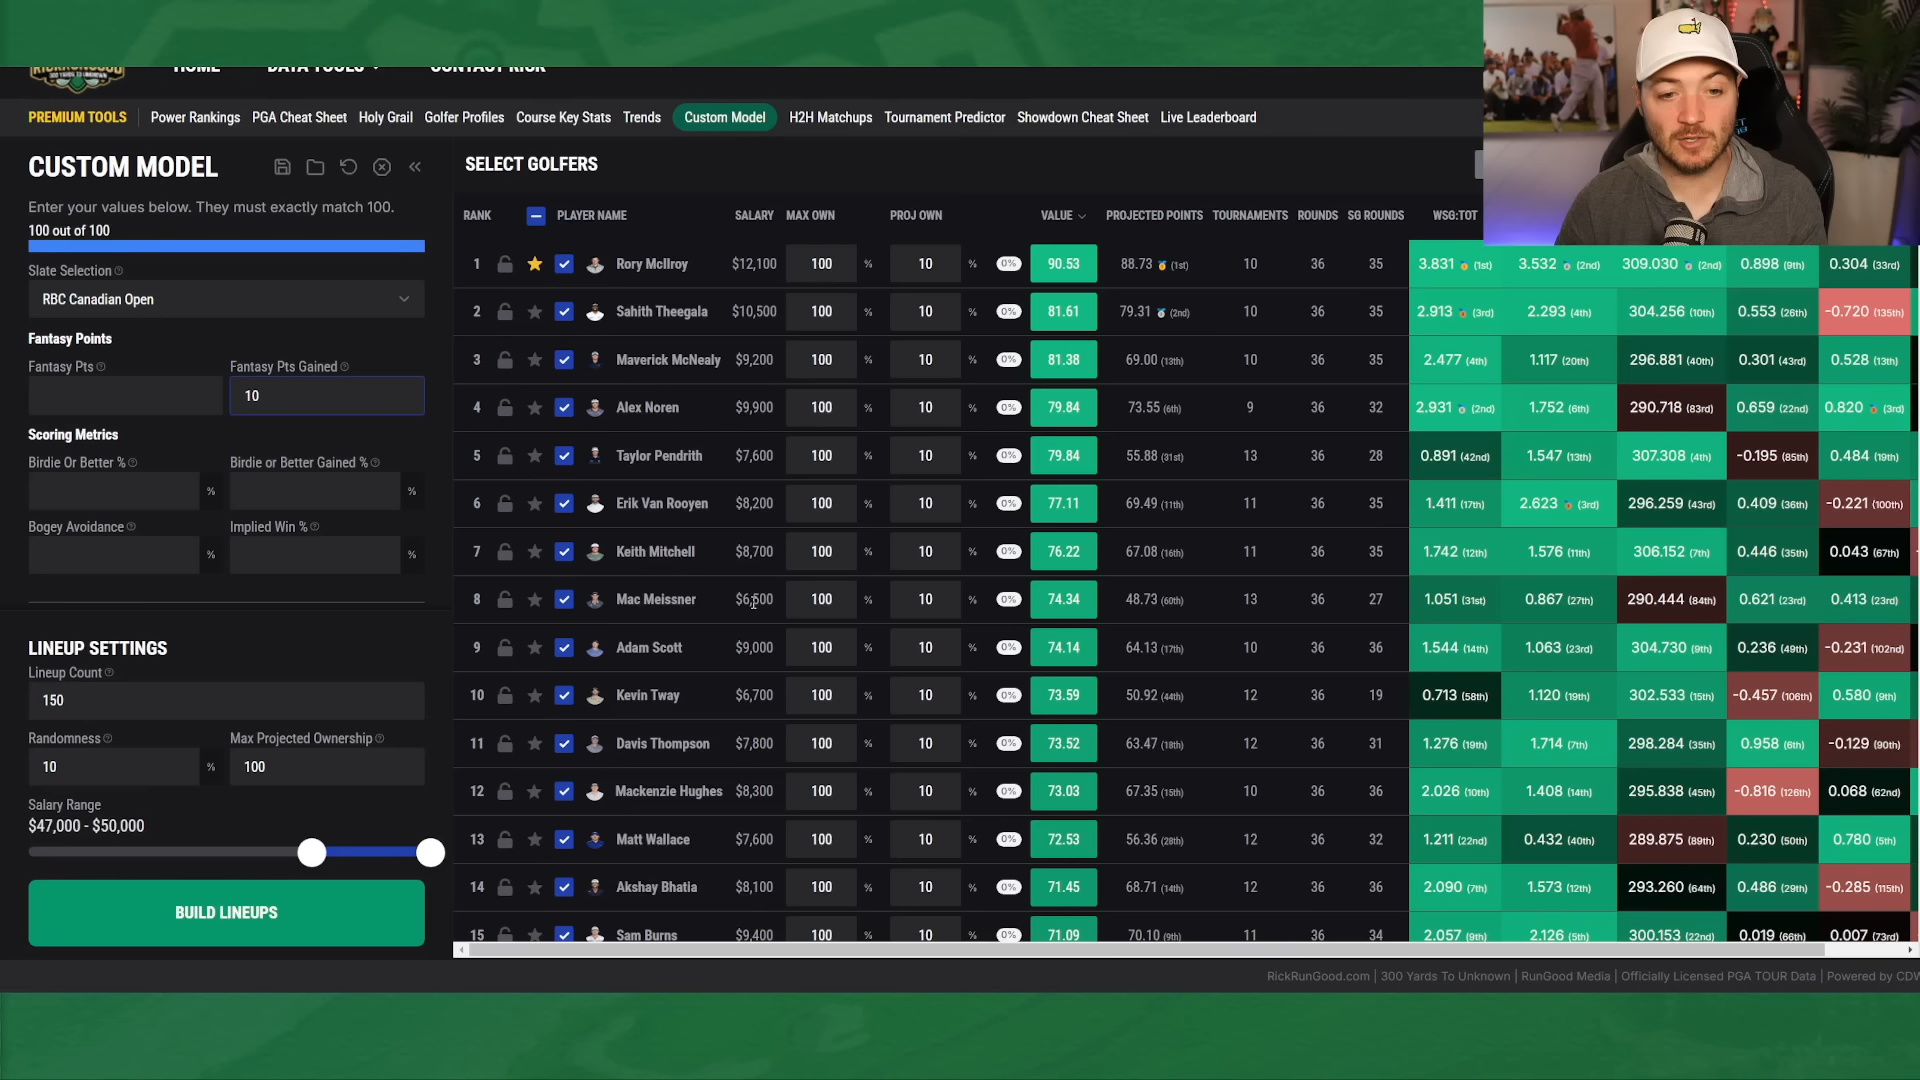 RICKRUNGOOD
300 YARDS TO UNKNOWN
HOME DATA TOOLS CONTACT RICK
PREMIUM TOOLS Power Rankings PGA Cheat Sheet Holy Grail Golfer Profiles Course Key Stats Trends Custom Model H2H Matchups Tournament Predictor Showdown Cheat Sheet Live Leaderboard
CUSTOM MODEL
Enter your values below. They must exactly match 100.
100 out of 100
Slate Selection
RBC Canadian Open
Fantasy Points
Fantasy Pts Fantasy Pts Gained
10
Scoring Metrics
Birdie Or Better % Birdie or Better Gained %
% %
Bogey Avoidance Implied Win %
% %
LINEUP SETTINGS
Lineup Count
150
Randomness Max Projected Ownership
10 % 100
Salary Range
$47,000 - $50,000
BUILD LINEUPS
SELECT GOLFERS
RANK PLAYER NAME SALARY MAX OWN PROJ OWN VALUE PROJECTED POINTS TOURNAMENTS ROUNDS SG ROUNDS WSG:TOT
1 Rory McIlroy $12,100 100 % 10 % 0% 90.53 88.73 (1st) 10 36 35 3.831 (1st) 3.532 (2nd) 309.030 (2nd) 0.898 (9th) 0.304 (33rd)
2 Sahith Theegala $10,500 100 % 10 % 0% 81.61 79.31 (2nd) 10 36 35 2.913 (3rd) 2.293 (4th) 304.256 (10th) 0.553 (26th) -0.720 (135th)
3 Maverick McNealy $9,200 100 % 10 % 0% 81.38 69.00 (13th) 10 36 35 2.477 (4th) 1.117 (20th) 296.881 (40th) 0.301 (43rd) 0.528 (13th)
4 Alex Noren $9,900 100 % 10 % 0% 79.84 73.55 (6th) 9 36 32 2.931 (2nd) 1.752 (6th) 290.718 (83rd) 0.659 (22nd) 0.820 (3rd)
5 Taylor Pendrith $7,600 100 % 10 % 0% 79.84 55.88 (31st) 13 36 28 0.891 (42nd) 1.547 (13th) 307.308 (4th) -0.195 (85th) 0.484 (19th)
6 Erik Van Rooyen $8,200 100 % 10 % 0% 77.11 69.49 (11th) 11 36 35 1.411 (17th) 2.623 (3rd) 296.259 (43rd) 0.409 (36th) -0.221 (100th)
7 Keith Mitchell $8,700 100 % 10 % 0% 76.22 67.08 (16th) 11 36 35 1.742 (12th) 1.576 (11th) 306.152 (7th) 0.446 (35th) 0.043 (67th)
8 Mac Meissner 100 % 10 % 0% 74.34 48.73 (60th) 13 36 27 1.051 (31st) 0.867 (27th) 290.444 (84th) 0.621 (23rd) 0.413 (23rd)
9 Adam Scott $9,000 100 % 10 % 0% 74.14 64.13 (17th) 10 36 36 1.544 (14th) 1.063 (23rd) 304.730 (9th) 0.236 (49th) -0.231 (102nd)
10 Kevin Tway $6,700 100 % 10 % 0% 73.59 50.92 (44th) 12 36 19 0.713 (58th) 1.120 (19th) 302.533 (15th) -0.457 (106th) 0.580 (9th)
11 Davis Thompson $7,800 100 % 10 % 0% 73.52 63.47 (18th) 12 36 31 1.276 (19th) 1.714 (7th) 298.284 (35th) 0.958 (6th) -0.129 (90th)
12 Mackenzie Hughes $8,300 100 % 10 % 0% 73.03 67.35 (15th) 10 36 36 2.026 (10th) 1.408 (14th) 295.838 (45th) -0.816 (126th) 0.068 (62nd)
13 Matt Wallace $7,600 100 % 10 % 0% 72.53 56.36 (28th) 12 36 32 1.211 (22nd) 0.432 (40th) 289.875 (89th) 0.230 (50th) 0.780 (5th)
14 Akshay Bhatia $8,100 100 % 10 % 0% 71.45 68.71 (14th) 12 36 36 2.090 (7th) 1.573 (12th) 293.260 (64th) 0.486 (29th) -0.285 (115th)
15 Sam Burns $9,400 100 % 10 % 0% 71.09 70.10 (9th) 11 36 34 2.057 (9th) 2.126 (5th) 300.153 (22nd) 0.019 (66th) 0.007 (73rd)
RickRunGood.com | 300 Yards To Unknown | RunGood Media | Officially Licensed PGA TOUR Data | Powered by CDW